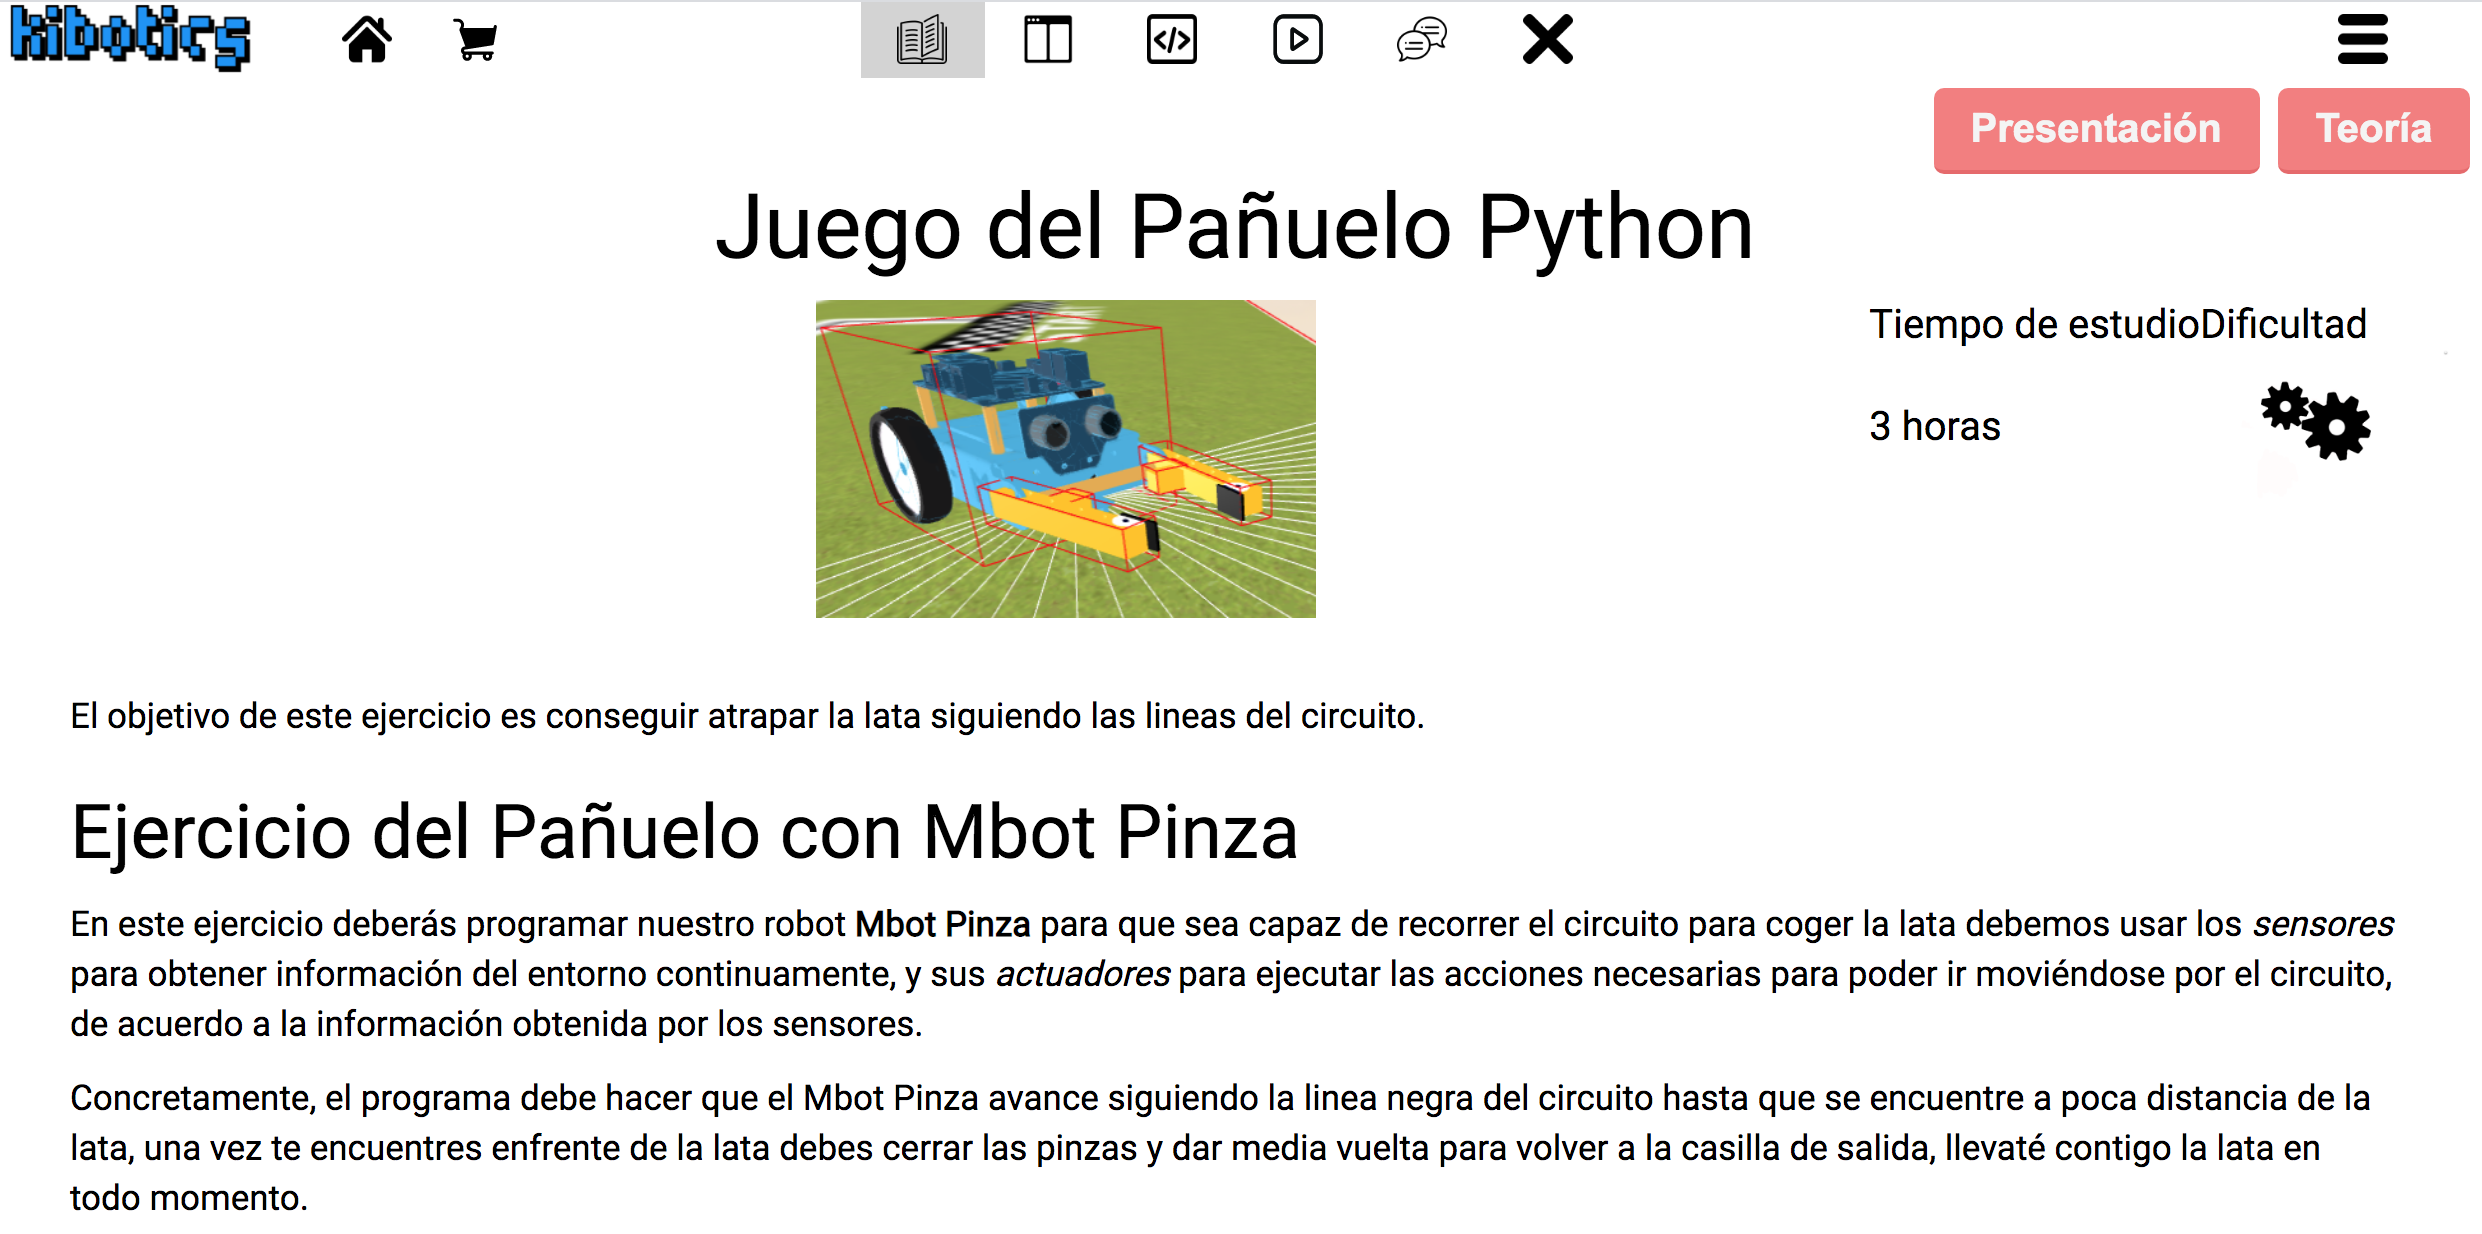 kibotics
Presentación
Teoría
Juego del Pañuelo Python
Tiempo de estudioDificultad
3 horas
El objetivo de este ejercicio es conseguir atrapar la lata siguiendo las lineas del circuito.
Ejercicio del Pañuelo con Mbot Pinza
En este ejercicio deberás programar nuestro robot Mbot Pinza para que sea capaz de recorrer el circuito para coger la lata debemos usar los sensores
para obtener información del entorno continuamente, y sus actuadores para ejecutar las acciones necesarias para poder ir moviéndose por el circuito,
de acuerdo a la información obtenida por los sensores.
Concretamente, el programa debe hacer que el Mbot Pinza avance siguiendo la linea negra del circuito hasta que se encuentre a poca distancia de la
lata, una vez te encuentres enfrente de la lata debes cerrar las pinzas y dar media vuelta para volver a la casilla de salida, llevaté contigo la lata en
todo momento.